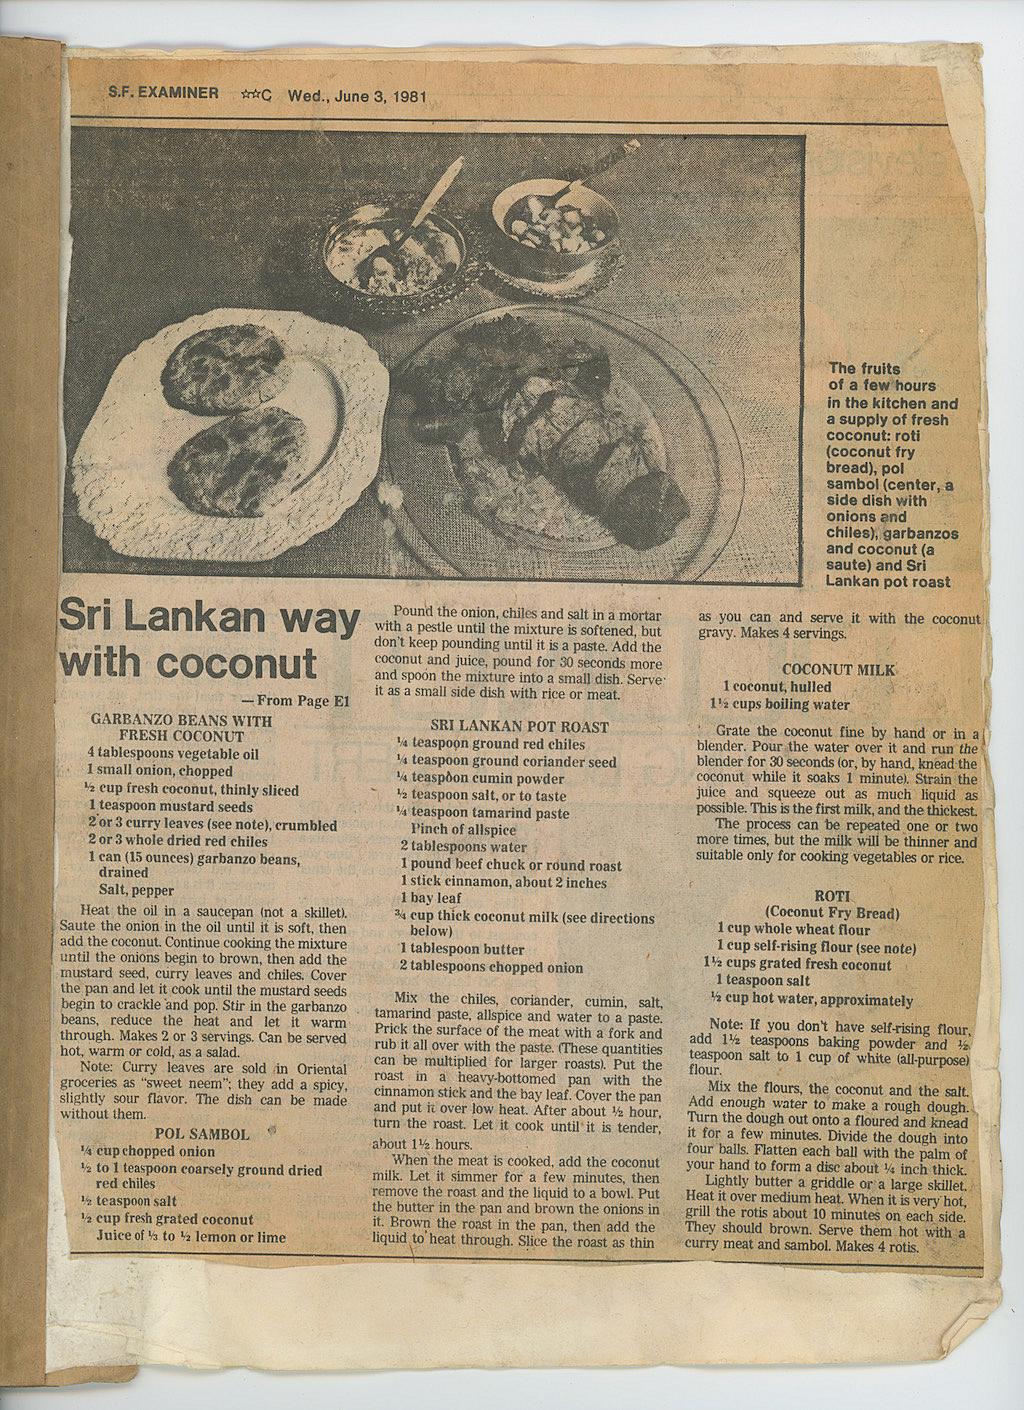 S.F. EXAMINER ☆☆C Wed., June 3, 1981
The fruits
of a few hours
in the kitchen and
a supply of fresh
coconut: roti
(coconut fry
bread), pol
sambol (center, a
side dish with
onions and
chiles), garbanzos
and coconut (a
saute) and Sri
Lankan pot roast
Sri Lankan way
with coconut
—From Page E1
GARBANZO BEANS WITH
FRESH COCONUT
4 tablespoons vegetable oil
1 small onion, chopped
½ cup fresh coconut, thinly sliced
1 teaspoon mustard seeds
2 or 3 curry leaves (see note), crumbled
2 or 3 whole dried red chiles
1 can (15 ounces) garbanzo beans,
drained
Salt, pepper
Heat the oil in a saucepan (not a skillet).
Saute the onion in the oil until it is soft, then
add the coconut. Continue cooking the mixture
until the onions begin to brown, then add the
mustard seed, curry leaves and chiles. Cover
the pan and let it cook until the mustard seeds
begin to crackle and pop. Stir in the garbanzo
beans, reduce the heat and let it warm
through. Makes 2 or 3 servings. Can be served
hot, warm or cold, as a salad.
Note: Curry leaves are sold in Oriental
groceries as "sweet neem"; they add a spicy,
slightly sour flavor. The dish can be made
without them.
POL SAMBOL
¼ cup chopped onion
½ to 1 teaspoon coarsely ground dried
red chiles
½ teaspoon salt
½ cup fresh grated coconut
Juice of ⅓ to ½ lemon or lime
Pound the onion, chiles and salt in a mortar
with a pestle until the mixture is softened, but
don't keep pounding until it is a paste. Add the
coconut and juice, pound for 30 seconds more
and spoon the mixture into a small dish. Serve
it as a small side dish with rice or meat.
SRI LANKAN POT ROAST
¼ teaspoon ground red chiles
¼ teaspoon ground coriander seed
¼ teaspoon cumin powder
½ teaspoon salt, or to taste
¼ teaspoon tamarind paste
Pinch of allspice
2 tablespoons water
1 pound beef chuck or round roast
1 stick cinnamon, about 2 inches
1 bay leaf
¾ cup thick coconut milk (see directions
below)
1 tablespoon butter
2 tablespoons chopped onion
Mix the chiles, coriander, cumin, salt,
tamarind paste, allspice and water to a paste.
Prick the surface of the meat with a fork and
rub it all over with the paste. (These quantities
can be multiplied for larger roasts). Put the
roast in a heavy-bottomed pan with the
cinnamon stick and the bay leaf. Cover the pan
and put it over low heat. After about ½ hour,
turn the roast. Let it cook until it is tender,
about 1½ hours.
When the meat is cooked, add the coconut
milk. Let it simmer for a few minutes, then
remove the roast and the liquid to a bowl. Put
the butter in the pan and brown the onions in
it. Brown the roast in the pan, then add the
liquid to heat through. Slice the roast as thin
as you can and serve it with the coconut
gravy. Makes 4 servings.
COCONUT MILK
1 coconut, hulled
1½ cups boiling water
Grate the coconut fine by hand or in a
blender. Pour the water over it and run the
blender for 30 seconds (or, by hand, knead the
coconut while it soaks 1 minute). Strain the
juice and squeeze out as much liquid as
possible. This is the first milk, and the thickest.
The process can be repeated one or two
more times, but the milk will be thinner and
suitable only for cooking vegetables or rice.
ROTI
(Coconut Fry Bread)
1 cup whole wheat flour
1 cup self-rising flour (see note)
1½ cups grated fresh coconut
1 teaspoon salt
½ cup hot water, approximately
Note: If you don't have self-rising flour,
add 1½ teaspoons baking powder and ½
teaspoon salt to 1 cup of white (all-purpose)
flour.
Mix the flours, the coconut and the salt.
Add enough water to make a rough dough.
Turn the dough out onto a floured and knead
it for a few minutes. Divide the dough into
four balls. Flatten each ball with the palm of
your hand to form a disc about ¼ inch thick.
Lightly butter a griddle or a large skillet.
Heat it over medium heat. When it is very hot,
grill the rotis about 10 minutes on each side.
They should brown. Serve them hot with a
curry meat and sambol. Makes 4 rotis.